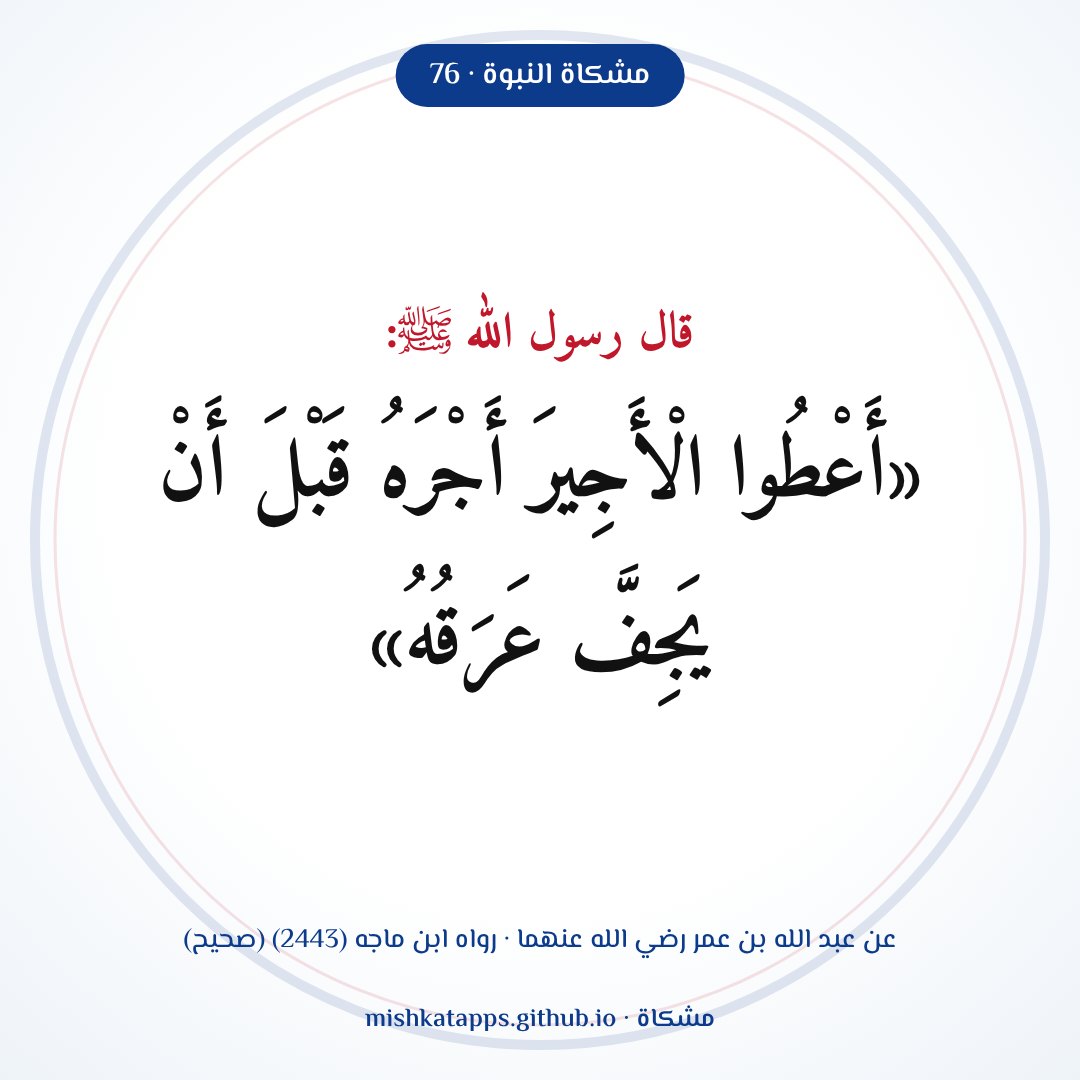 مشكاة النبوة · 76
قال رسول الله ﷺ:
«أَعْطُوا الْأَجِيرَ أَجْرَهُ قَبْلَ أَنْ
يَجِفَّ عَرَقُهُ»
عن عبد الله بن عمر رضي الله عنهما · رواه ابن ماجه (2443) (صحيح)
مشكاة · mishkatapps.github.io